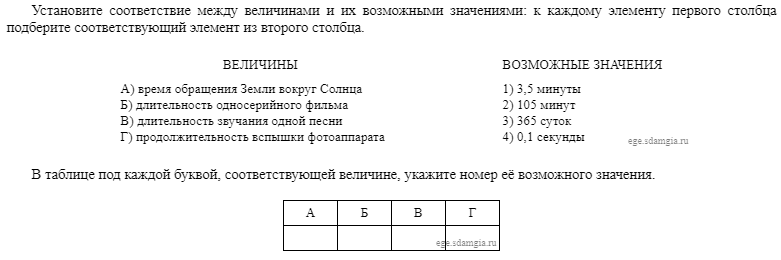 Установите соответствие между величинами и их возможными значениями: к каждому элементу первого столбца
подберите соответствующий элемент из второго столбца.
ВЕЛИЧИНЫ
А) время обращения Земли вокруг Солнца
Б) длительность односерийного фильма
В) длительность звучания одной песни
Г) продолжительность вспышки фотоаппарата
ВОЗМОЖНЫЕ ЗНАЧЕНИЯ
1) 3,5 минуты
2) 105 минут
3) 365 суток
4) 0,1 секунды
ege.sdamgia.ru
В таблице под каждой буквой, соответствующей величине, укажите номер её возможного значения.
А Б В Г
ege.sdamgia.ru